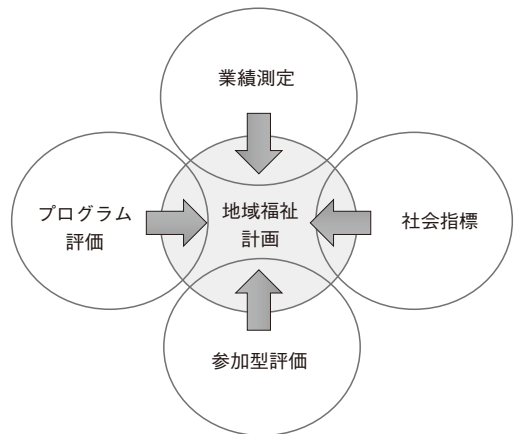 業績測定
プログラム
評価
地域福祉
計画
社会指標
参加型評価